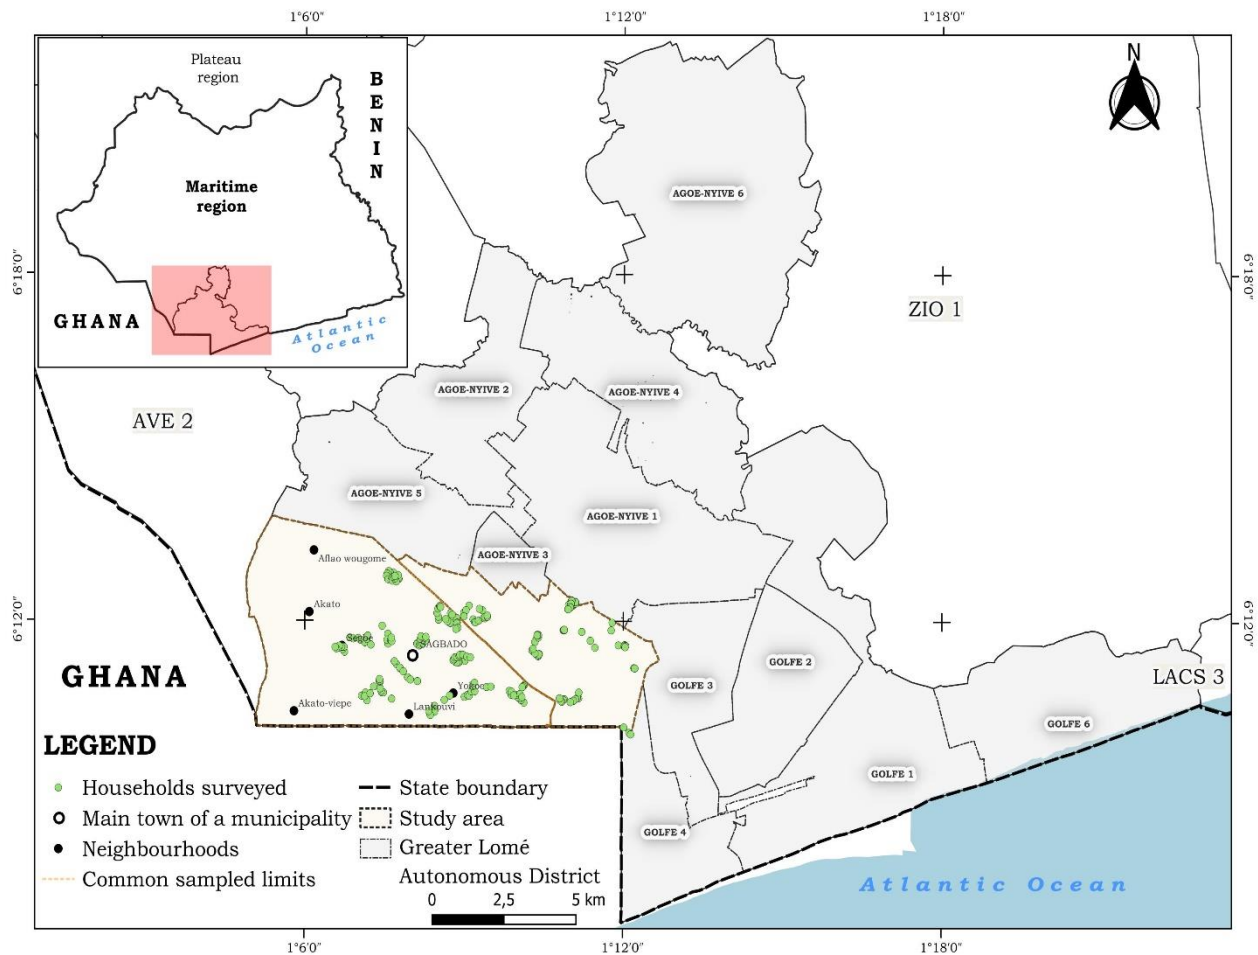 1°6'0"
1°12'0"
1°18'0"
Plateau
region
B
E
N
I
N
N
Maritime
region
AGOE-NYIVE 6
6°18'0"
6°18'0"
GHANA
Atlantic
Ocean
ZIO 1
AGOE-NYIVE 2
AGOE-NYIVE 4
AVE 2
AGOE-NYIVE 5
AGOE-NYIVE 1
AGOE-NYIVE 3
Aflao wougome
Akato
6°12'0"
6°12'0"
Segbe
SAGBADO
GOLFE 2
GHANA
LACS 3
GOLFE 3
Yokoe
Akato-viepe
Lankouvi
GOLFE 6
LEGEND
GOLFE 1
Households surveyed
State boundary
Main town of a municipality
Study area
GOLFE 4
Neighbourhoods
Greater Lomé
Autonomous District
Common sampled limits
Atlantic Ocean
0 2,5 5 km
1°6'0"
1°12'0"
1°18'0"